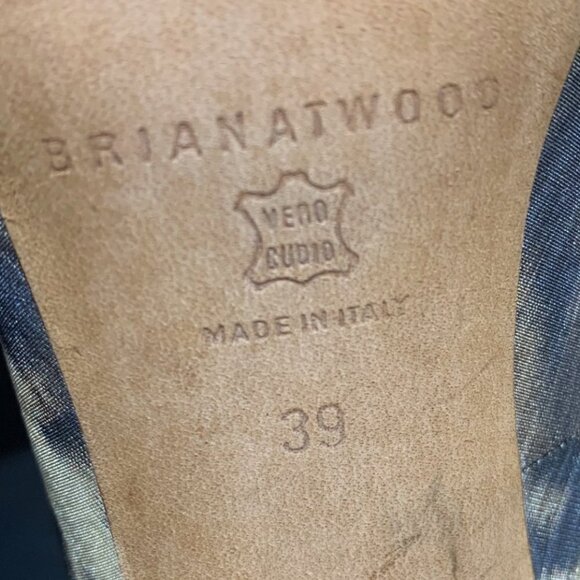 BRIANATWOOD
VERO
CUOIO
MADE IN ITALY
39